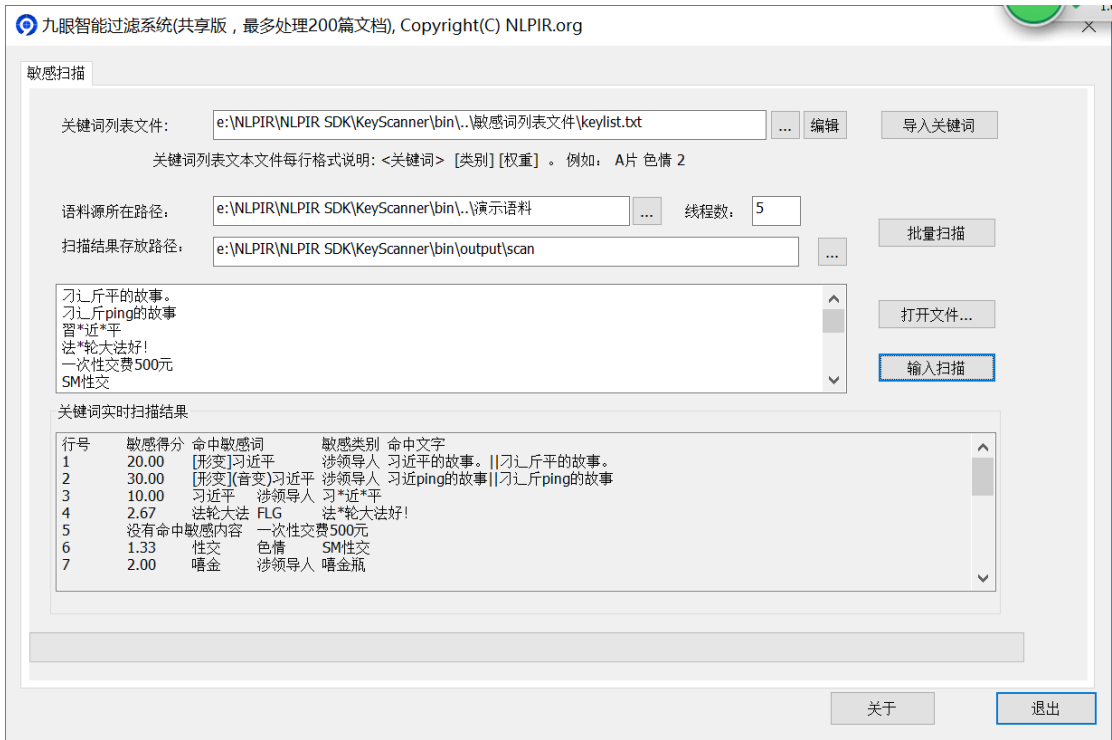 九眼智能过滤系统(共享版，最多处理200篇文档), Copyright(C) NLPIR.org
敏感扫描
关键词列表文件: e:\NLPIR\NLPIR SDK\KeyScanner\bin\..\敏感词列表文件\keylist.txt ... 编辑 导入关键词
关键词列表文本文件每行格式说明: <关键词> [类别] [权重] 。 例如： A片 色情 2
语料源所在路径： e:\NLPIR\NLPIR SDK\KeyScanner\bin\..\演示语料 ... 线程数： 5
批量扫描
扫描结果存放路径： e:\NLPIR\NLPIR SDK\KeyScanner\bin\output\scan ...
刁辶斤平的故事。
刁辶斤ping的故事
習*近*平
法*轮大法好!
一次性交费500元
SM性交
打开文件...
输入扫描
关键词实时扫描结果
行号 敏感得分 命中敏感词 敏感类别 命中文字
1 20.00 [形变]习近平 涉领导人 习近平的故事。||刁辶斤平的故事。
2 30.00 [形变](音变)习近平 涉领导人 习近ping的故事||刁辶斤ping的故事
3 10.00 习近平 涉领导人 习*近*平
4 2.67 法轮大法 FLG 法*轮大法好!
5 没有命中敏感内容 一次性交费500元
6 1.33 性交 色情 SM性交
7 2.00 嘻金 涉领导人 嘻金瓶
关于 退出